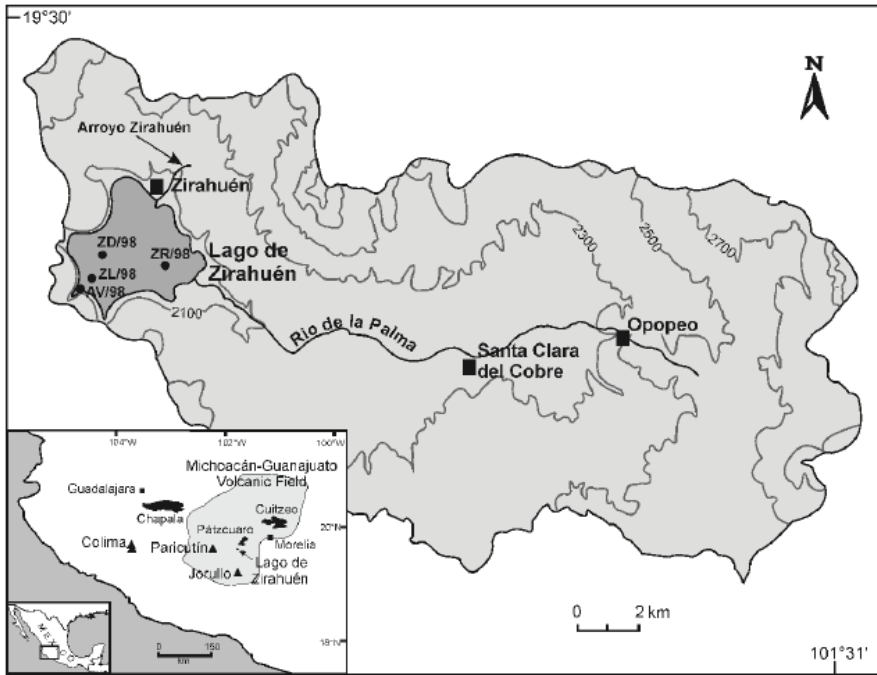 19°30'
N
Arroyo Zirahuén
Zirahuén
ZD/98
ZR/98
ZL/98
AV/98
Lago de
Zirahuén
2100
2300
2500
2700
Rio de la Palma
Opopeo
Santa Clara
del Cobre
104°W
102°W
100°W
Michoacán-Guanajuato
Volcanic Field
Guadalajara
Chapala
Cuitzeo
Pátzcuaro
20°N
Colima
Paricutín
Morelia
Lago de
Zirahuén
Jorullo
MEXICO
0 150
km
18°N
0 2 km
101°31'